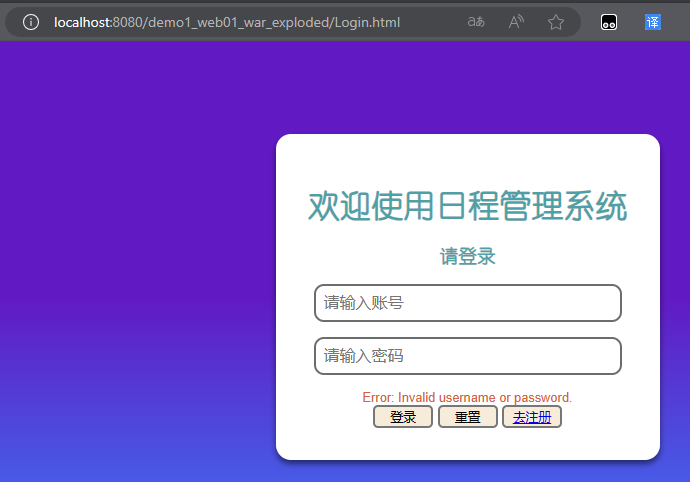 localhost:8080/demo1_web01_war_exploded/Login.html aあ A 译
欢迎使用日程管理系统
请登录
请输入账号
请输入密码
Error: Invalid username or password.
登录 重置 去注册